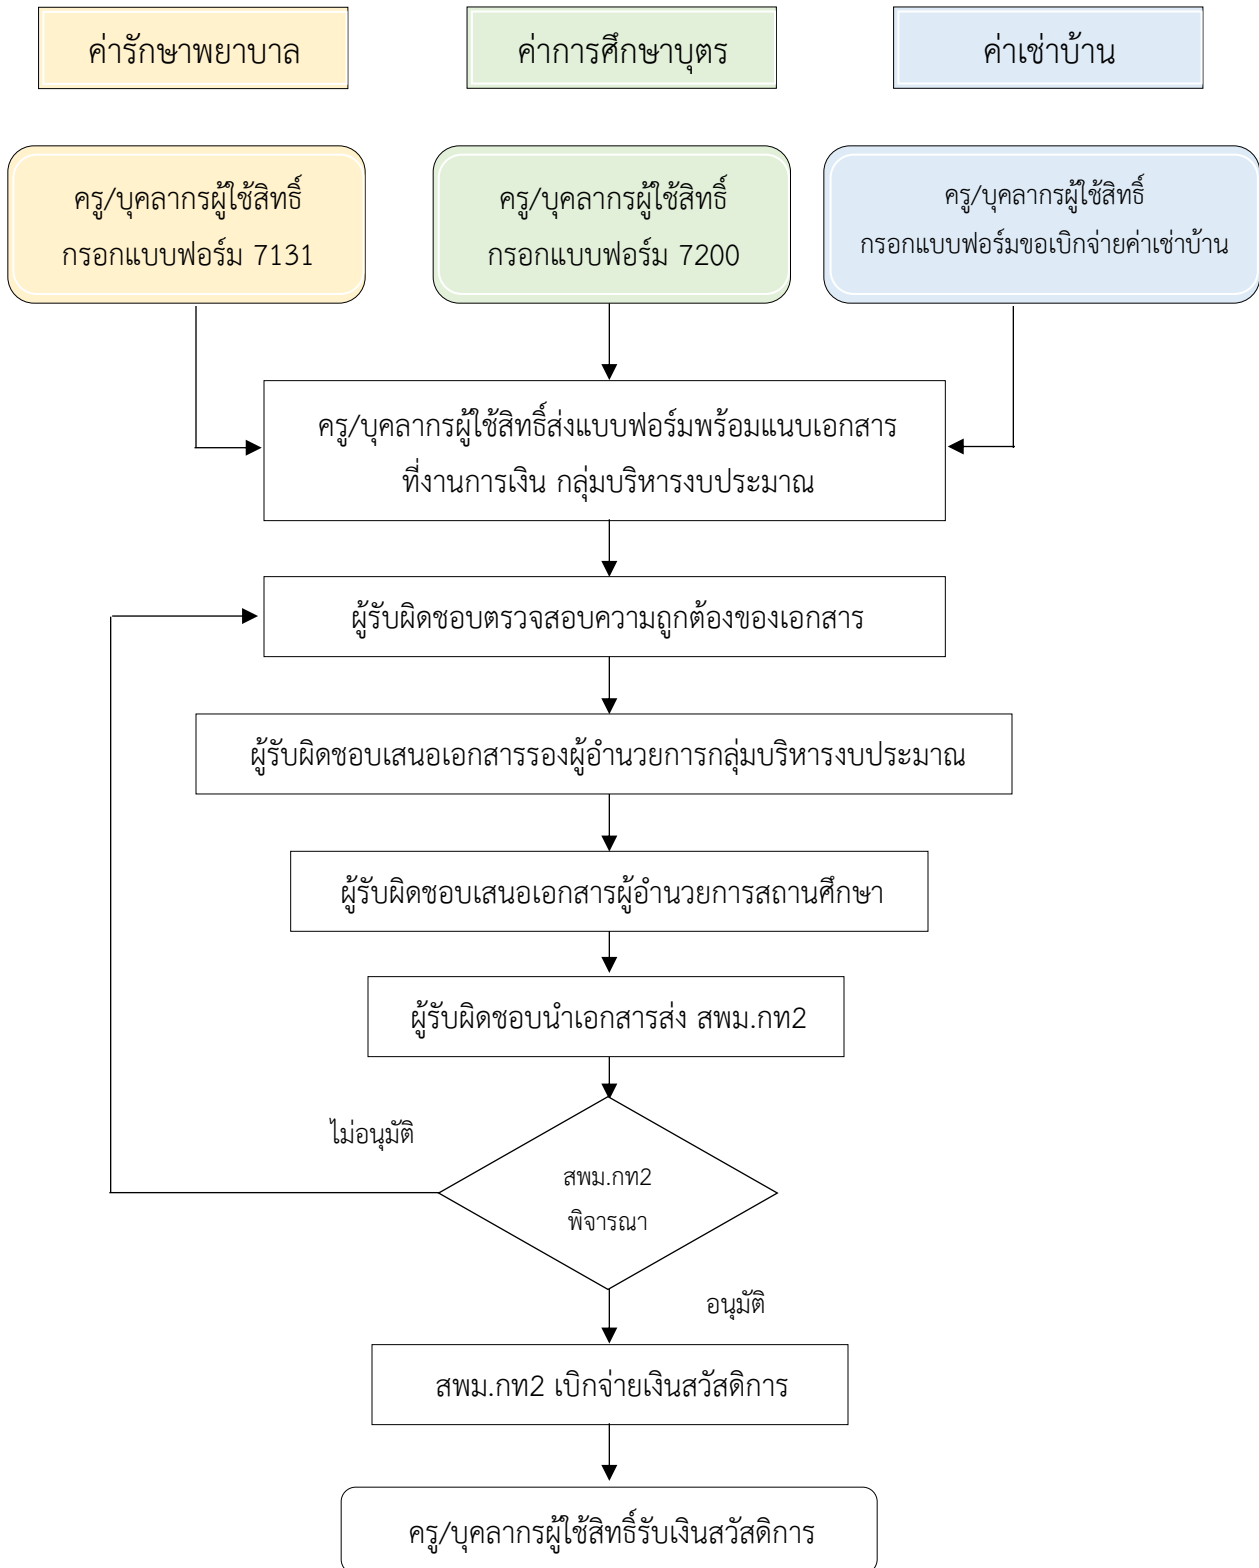 ค่ารักษาพยาบาล
ค่าการศึกษาบุตร
ค่าเช่าบ้าน
ครู/บุคลากรผู้ใช้สิทธิ์
กรอกแบบฟอร์ม 7131
ครู/บุคลากรผู้ใช้สิทธิ์
กรอกแบบฟอร์ม 7200
ครู/บุคลากรผู้ใช้สิทธิ์
กรอกแบบฟอร์มขอเบิกจ่ายค่าเช่าบ้าน
ครู/บุคลากรผู้ใช้สิทธิ์ส่งแบบฟอร์มพร้อมแนบเอกสาร
ที่งานการเงิน กลุ่มบริหารงบประมาณ
ผู้รับผิดชอบตรวจสอบความถูกต้องของเอกสาร
ผู้รับผิดชอบเสนอเอกสารรองผู้อำนวยการกลุ่มบริหารงบประมาณ
ผู้รับผิดชอบเสนอเอกสารผู้อำนวยการสถานศึกษา
ผู้รับผิดชอบนำเอกสารส่ง สพม.กท2
ไม่อนุมัติ
สพม.กท2
พิจารณา
อนุมัติ
สพม.กท2 เบิกจ่ายเงินสวัสดิการ
ครู/บุคลากรผู้ใช้สิทธิ์รับเงินสวัสดิการ